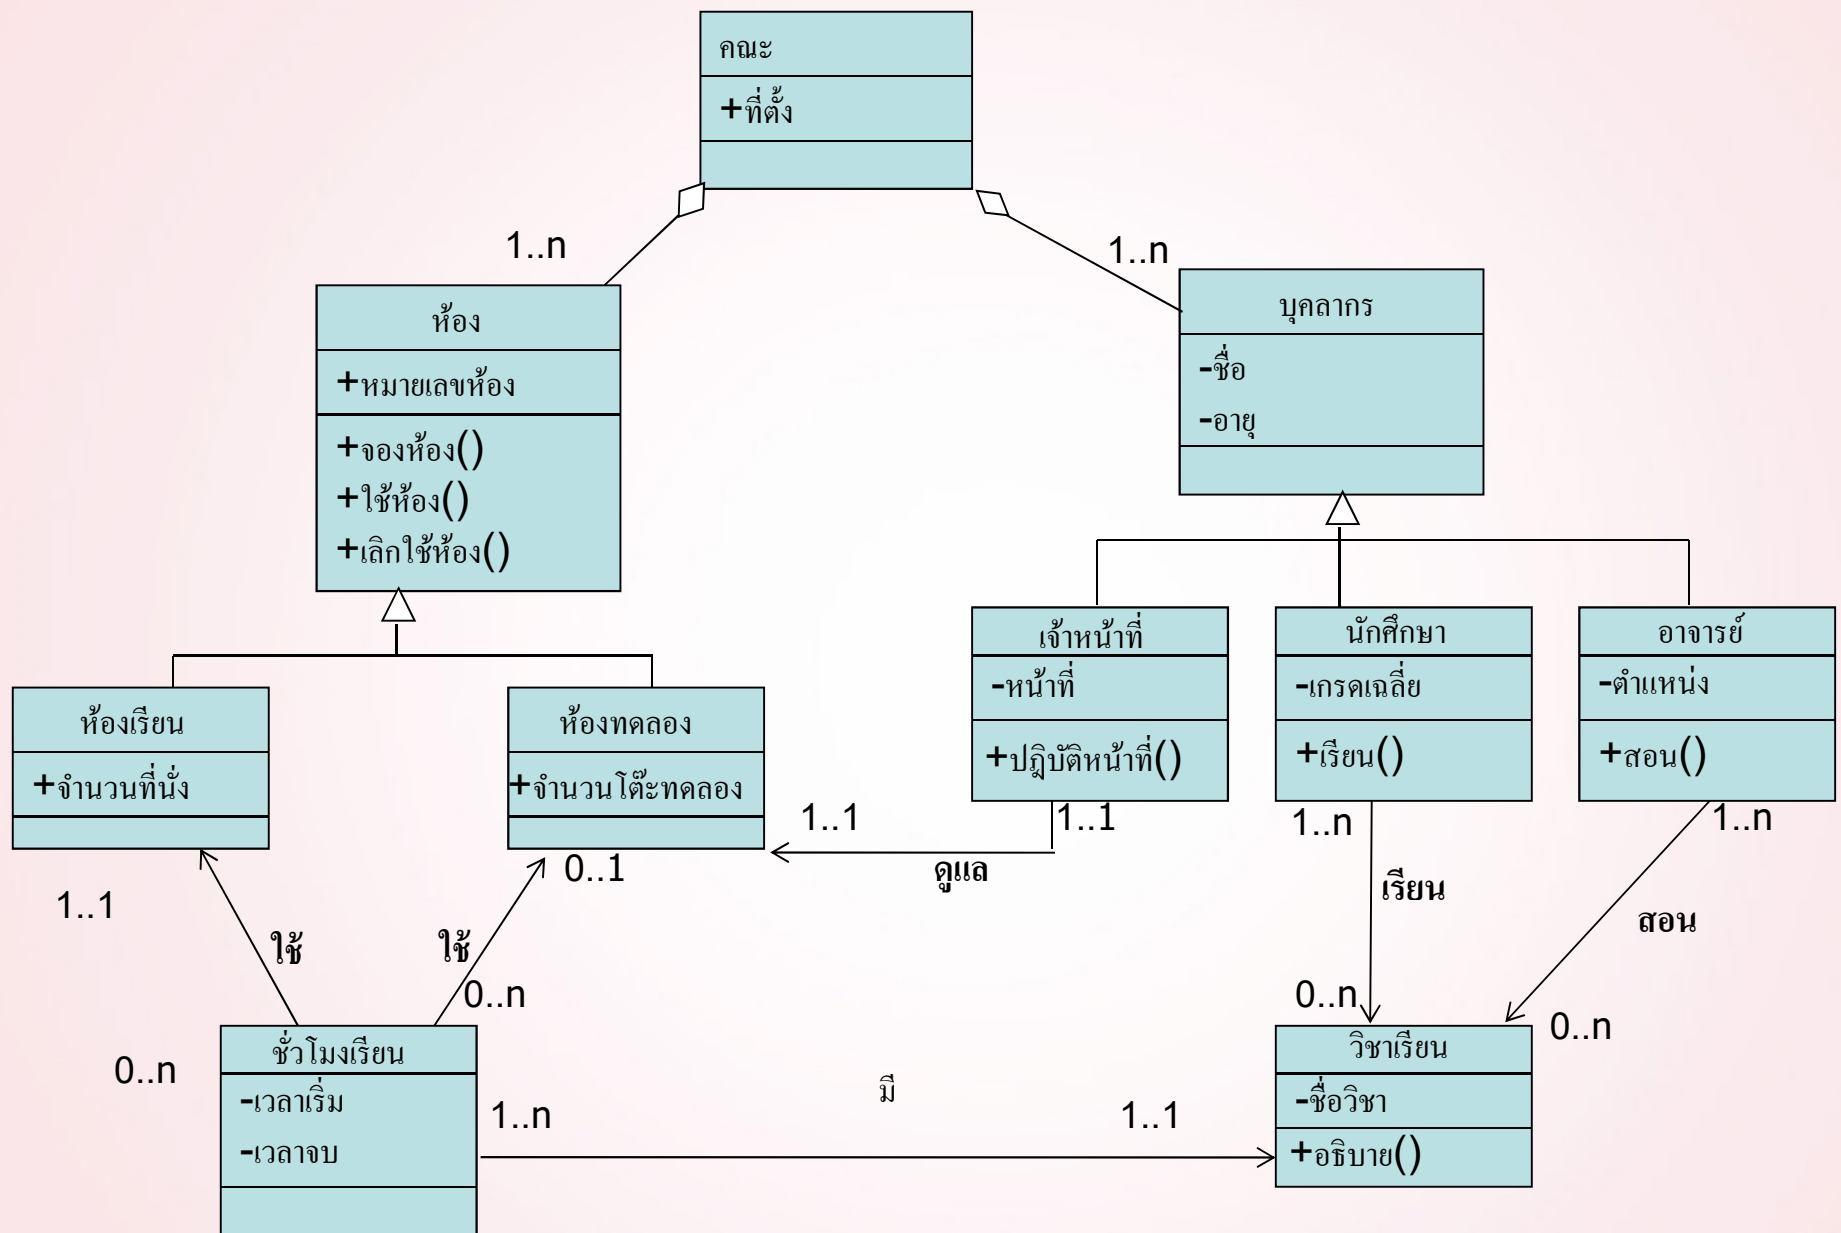 คณะ
+ที่ตั้ง
1..n
1..n
ห้อง
+หมายเลขห้อง
+จองห้อง()
+ใช้ห้อง()
+เลิกใช้ห้อง()
บุคลากร
-ชื่อ
-อายุ
ห้องเรียน
+จำนวนที่นั่ง
ห้องทดลอง
+จำนวนโต๊ะทดลอง
เจ้าหน้าที่
-หน้าที่
+ปฎิบัติหน้าที่()
นักศึกษา
-เกรดเฉลี่ย
+เรียน()
อาจารย์
-ตำแหน่ง
+สอน()
1..1
1..1
ดูแล
1..n
1..n
0..1
1..1
เรียน
สอน
ใช้
ใช้
0..n
0..n
0..n
0..n
ชั่วโมงเรียน
-เวลาเริ่ม
-เวลาจบ
1..n
มี
1..1
วิชาเรียน
-ชื่อวิชา
+อธิบาย()